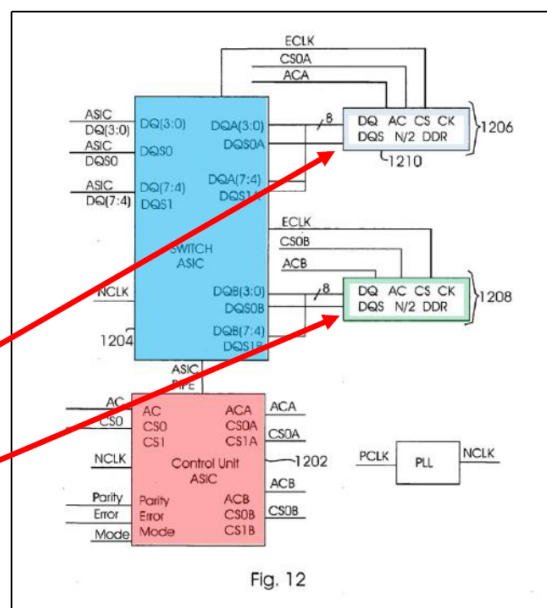 ECLK
CS0A
ACA
ASIC
DQ(3:0)
ASIC
DQS0
ASIC
DQ(7:4)
DQ(3:0)
DQS0
DQ(7:4)
DQS1
DQA(3:0)
DQS0A
DQA(7:4)
DQS1A
8
DQ AC CS CK
DQS N/2 DDR
1206
1210
SWITCH
ASIC
ECLK
CS0B
ACB
NCLK
1204
DQB(3:0)
DQS0B
DQB(7:4)
DQS1B
8
DQ AC CS CK
DQS N/2 DDR
1208
ASIC
PIPE
AC
CS0
NCLK
Parity
Error
Mode
AC
CS0
CS1
ACA
CS0A
CS1A
Control Unit
ASIC
Parity
Error
Mode
ACB
CS0B
CS1B
ACA
CS0A
1202
ACB
CS0B
PCLK
PLL
NCLK
Fig. 12